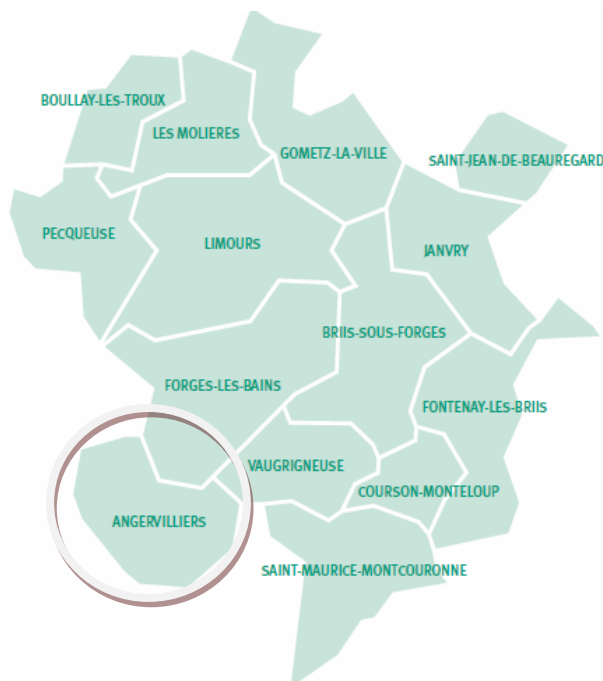 BOULLAY-LES-TROUX
LES MOLIERES
GOMETZ-LA-VILLE
SAINT-JEAN-DE-BEAUREGARD
PECQUEUSE
LIMOURS
JANVRY
BRIIS-SOUS-FORGES
FORGES-LES-BAINS
FONTENAY-LES-BRIIS
VAUGRIGNEUSE
COURSON-MONTELOUP
ANGERVILLIERS
SAINT-MAURICE-MONTCOURONNE